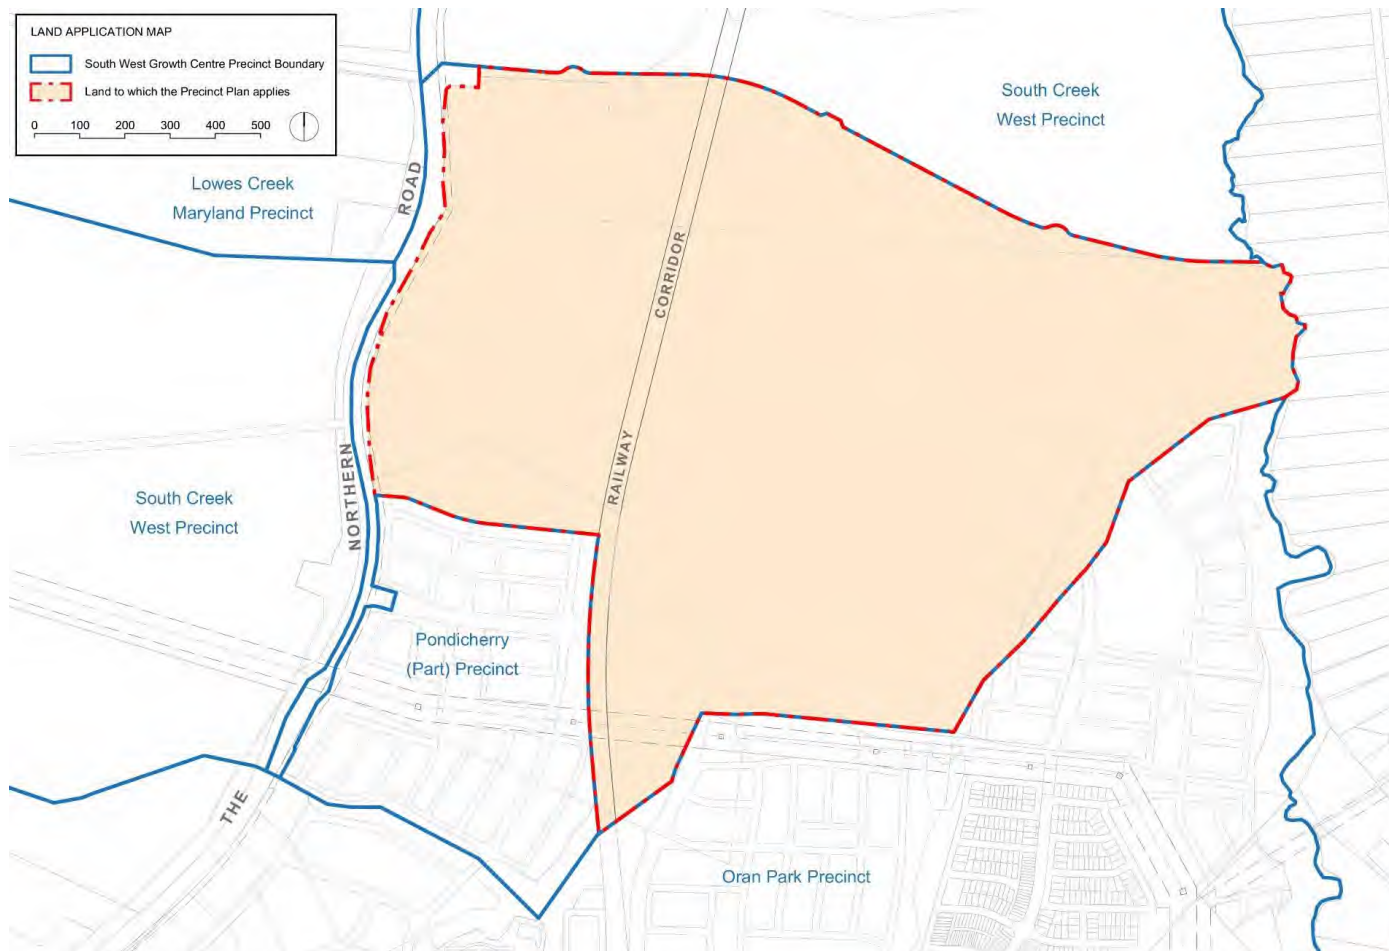 LAND APPLICATION MAP
South West Growth Centre Precinct Boundary
Land to which the Precinct Plan applies
0 100 200 300 400 500
South Creek
West Precinct
Lowes Creek
Maryland Precinct
ROAD
CORRIDOR
RAILWAY
NORTHERN
South Creek
West Precinct
Pondicherry
(Part) Precinct
THE
Oran Park Precinct